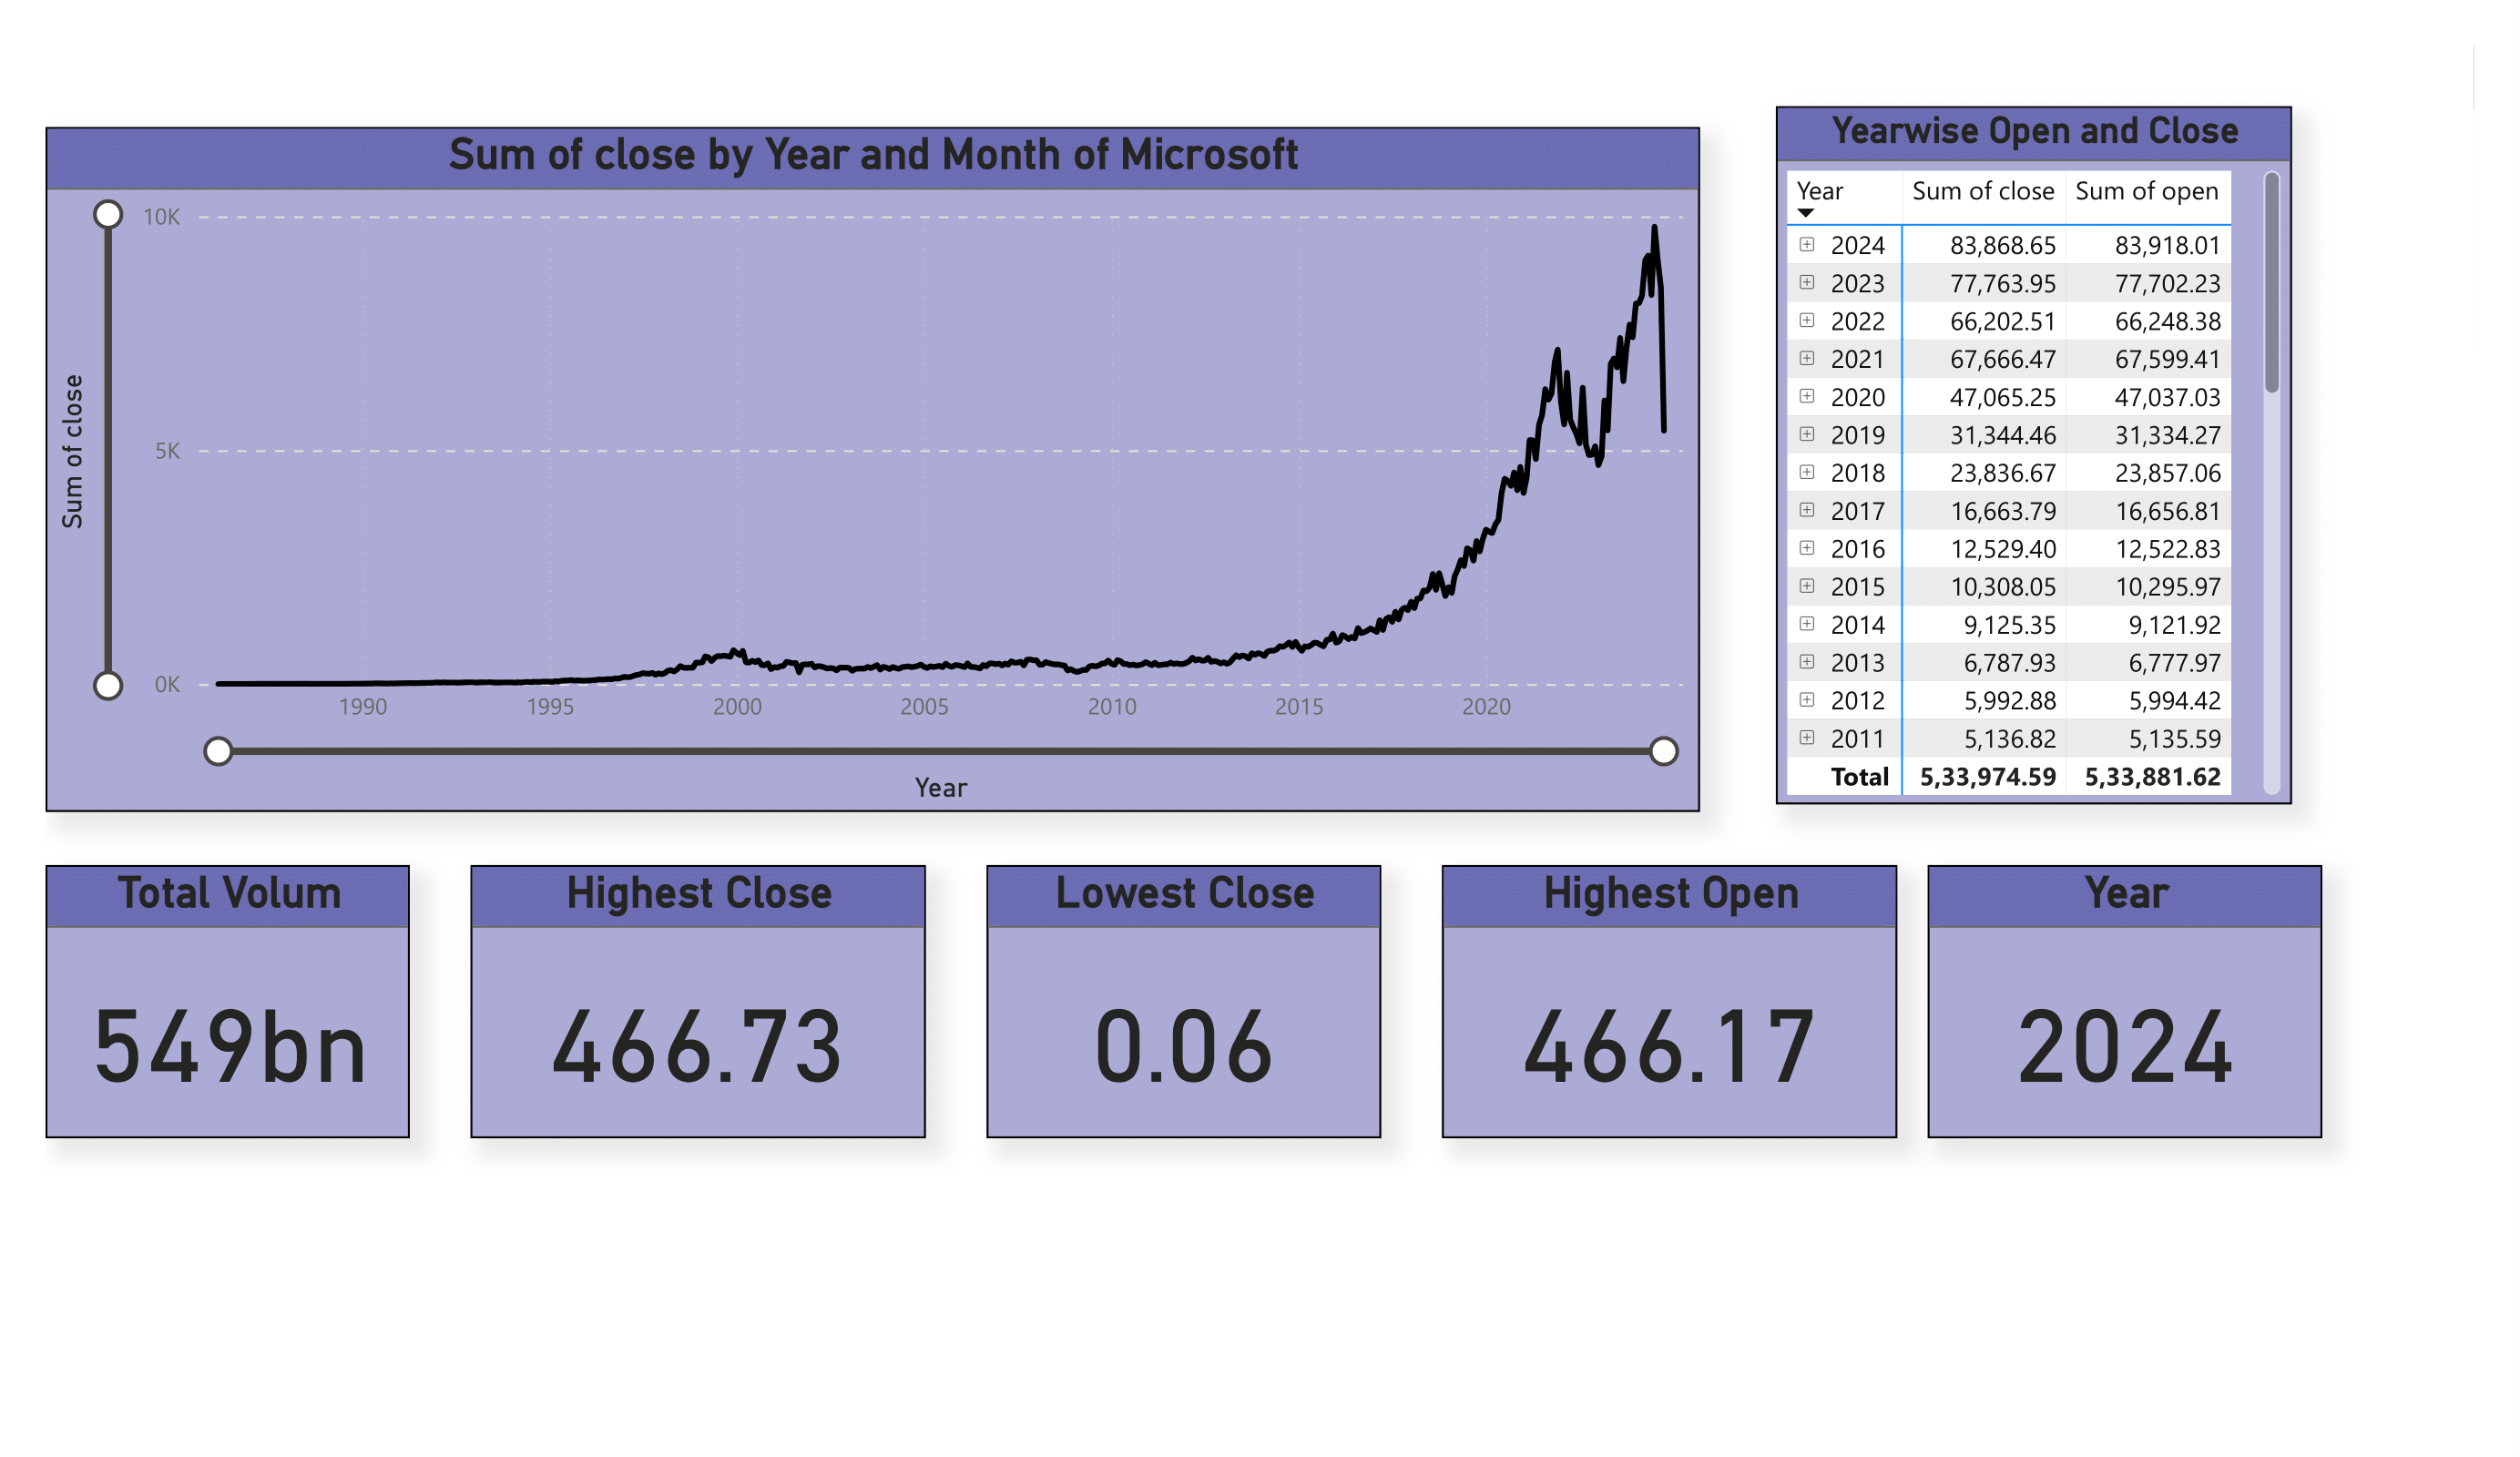 Sum of close by Year and Month of Microsoft
10K
5K
0K
Sum of close
1990 1995 2000 2005 2010 2015 2020
Year
Yearwise Open and Close
Year Sum of close Sum of open
2024 83,868.65 83,918.01
2023 77,763.95 77,702.23
2022 66,202.51 66,248.38
2021 67,666.47 67,599.41
2020 47,065.25 47,037.03
2019 31,344.46 31,334.27
2018 23,836.67 23,857.06
2017 16,663.79 16,656.81
2016 12,529.40 12,522.83
2015 10,308.05 10,295.97
2014 9,125.35 9,121.92
2013 6,787.93 6,777.97
2012 5,992.88 5,994.42
2011 5,136.82 5,135.59
Total 5,33,974.59 5,33,881.62
Total Volum
549bn
Highest Close
466.73
Lowest Close
0.06
Highest Open
466.17
Year
2024